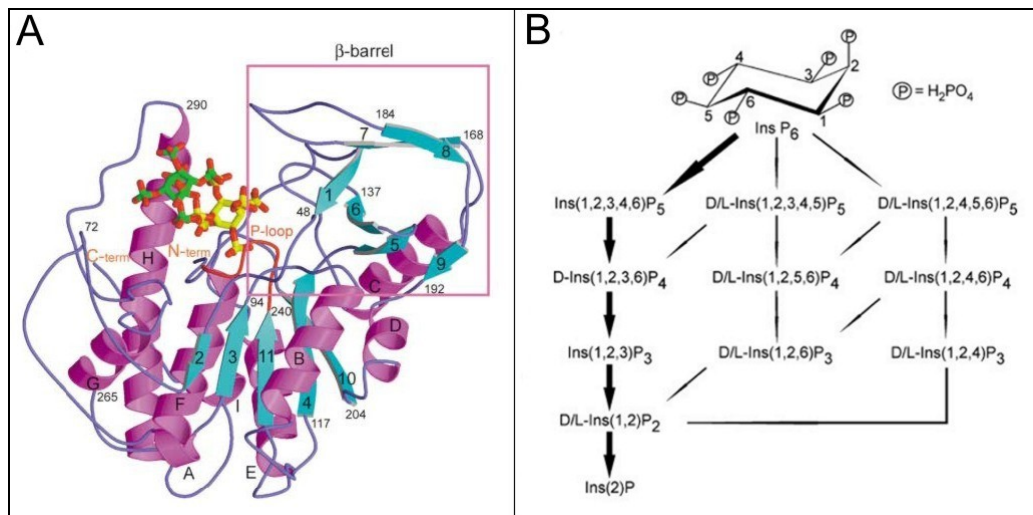 A
β-barrel
290
184
7
168
8
1
137
6
48
72
P-loop
5
C-term
N-term
H
9
C
192
94
240
D
2
3
11
B
G
10
265
F
I
4
204
117
A
E
B
4
P
P
P
2
3
P
P
6
5
P
1
P = H₂PO₄
Ins P₆
Ins(1,2,3,4,6)P₅ D/L-Ins(1,2,3,4,5)P₅ D/L-Ins(1,2,4,5,6)P₅
D-Ins(1,2,3,6)P₄ D/L-Ins(1,2,5,6)P₄ D/L-Ins(1,2,4,6)P₄
Ins(1,2,3)P₃ D/L-Ins(1,2,6)P₃ D/L-Ins(1,2,4)P₃
D/L-Ins(1,2)P₂
Ins(2)P